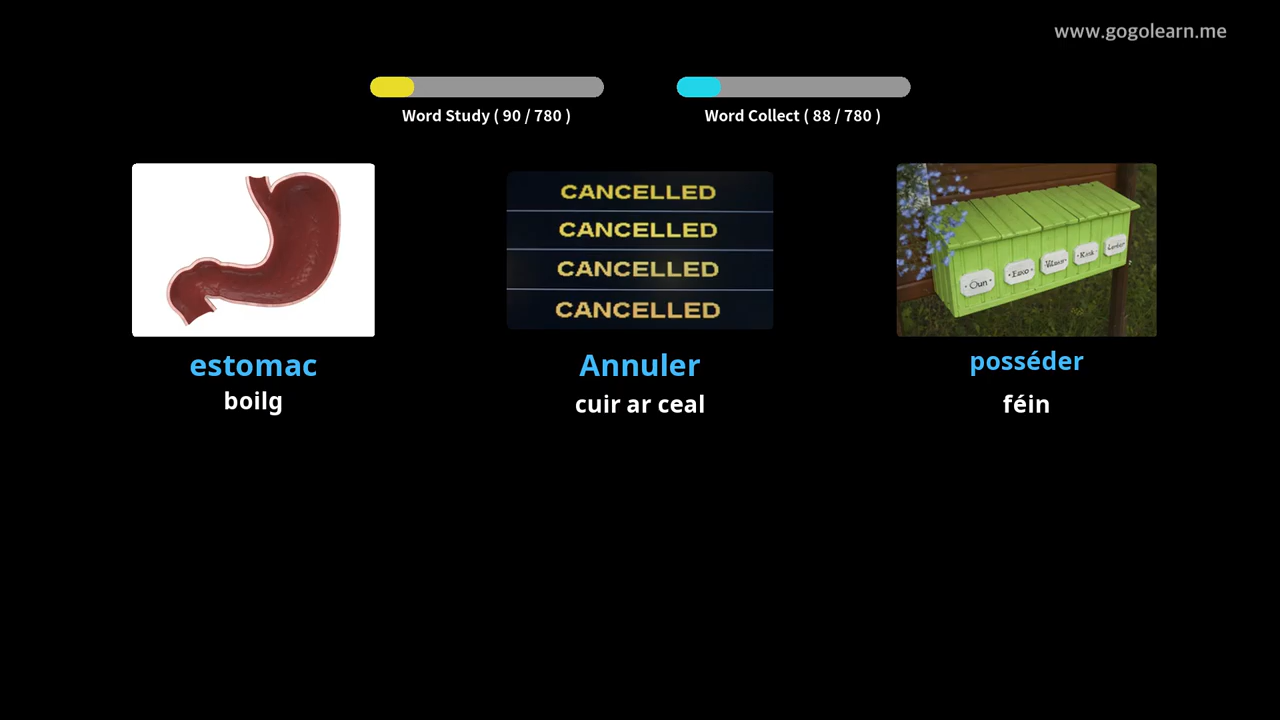 www.gogolearn.me
Word Study ( 90 / 780 )
Word Collect ( 88 / 780 )
CANCELLED
CANCELLED
CANCELLED
CANCELLED
estomac
boilg
Annuler
cuir ar ceal
posséder
féin